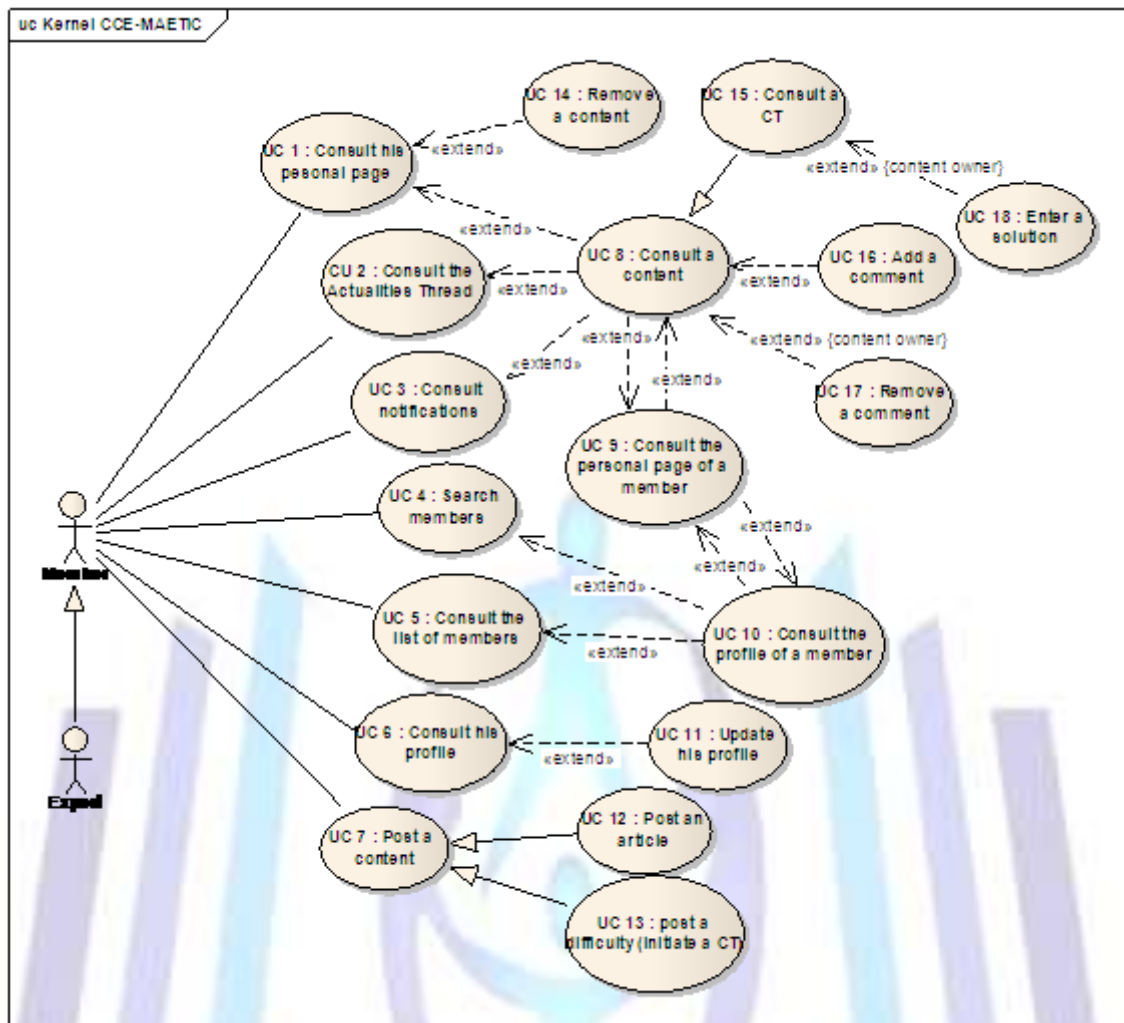 uc Kernel CCE-MAETIC
UC 14 : Remove
a content
UC 15 : Consult a
CT
UC 1 : Consult his
pesonal page
«extend»
«extend» {content owner}
UC 18 : Enter a
solution
«extend»
UC 8 : Consult a
content
UC 16 : Add a
comment
CU 2 : Consult the
Actualities Thread
«extend»
«extend»
«extend»
«extend» {content owner}
«extend»
«extend»
UC 3 : Consult
notifications
UC 17 : Remove
a comment
UC 9 : Consult the
personal page of a
member
UC 4 : Search
members
«extend»
«extend»
«extend»
Member
UC 5 : Consult the
list of members
UC 10 : Consult the
profile of a member
«extend»
UC 6 : Consult his
profile
UC 11 : Update
his profile
«extend»
UC 12 : Post an
article
UC 7 : Post a
content
UC 13 : post a
difficulty (initiate a CT)